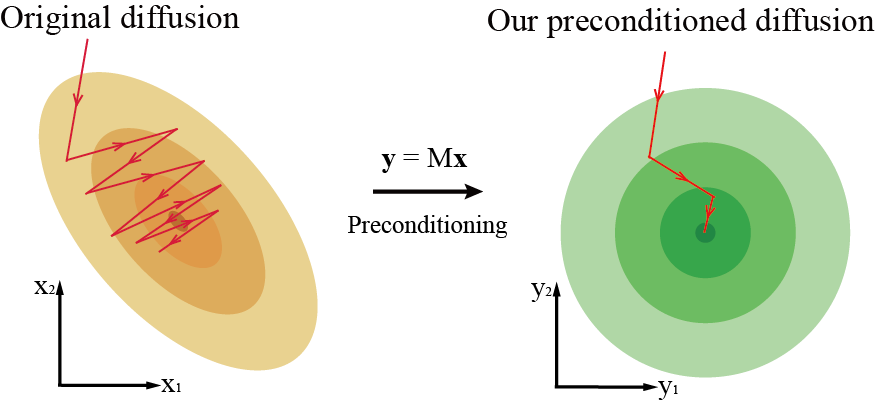 Original diffusion
Our preconditioned diffusion
y = Mx
Preconditioning
x₂
x₁
y₂
y₁